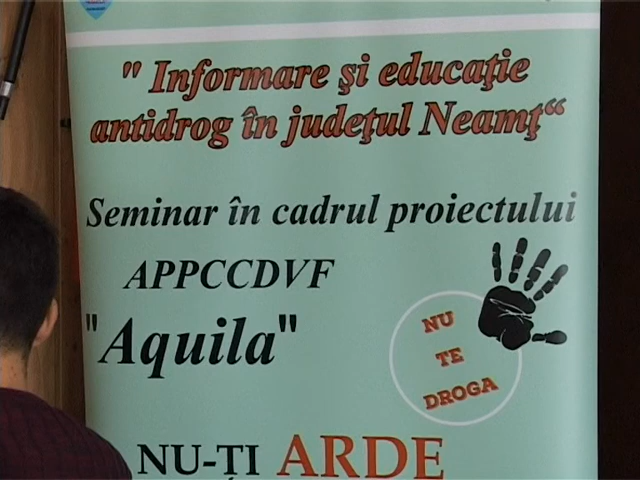 " Informare şi educaţie
antidrog în judeţul Neamţ“
Seminar în cadrul proiectului
APPCCDVF
"Aquila"
NU
TE
DROGA
NU-ŢI ARDE